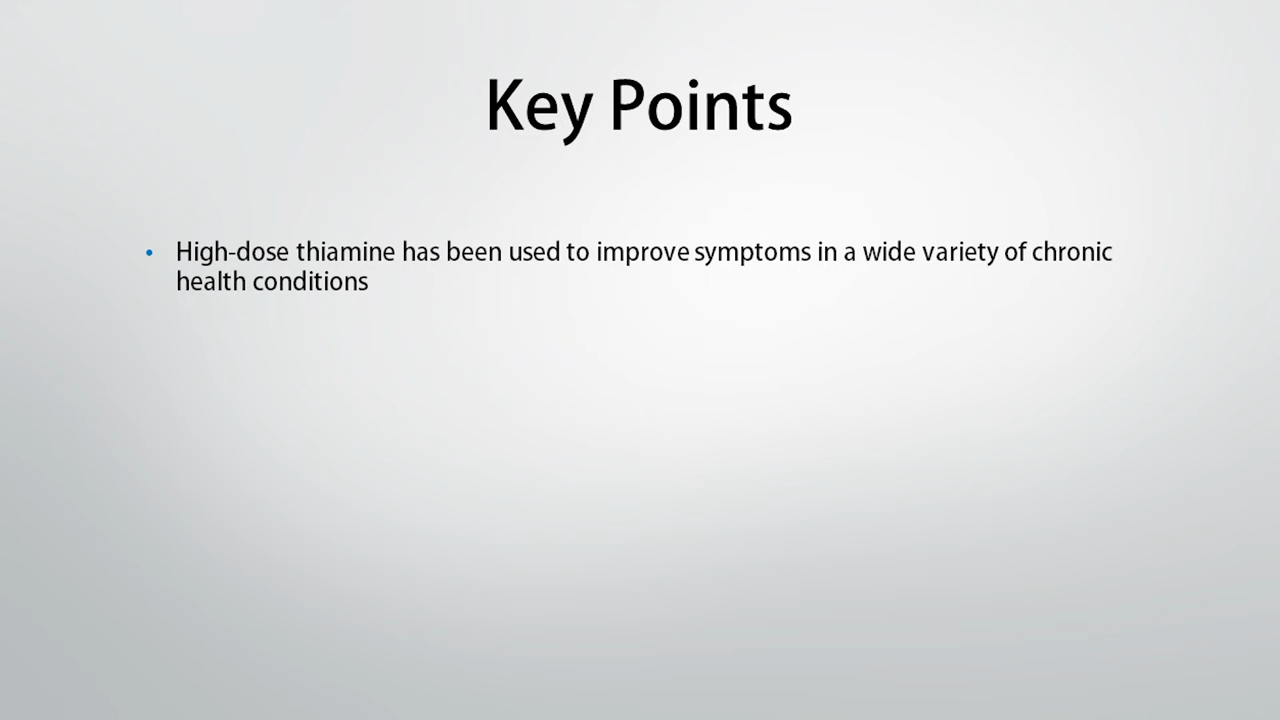 Key Points
• High-dose thiamine has been used to improve symptoms in a wide variety of chronic
health conditions